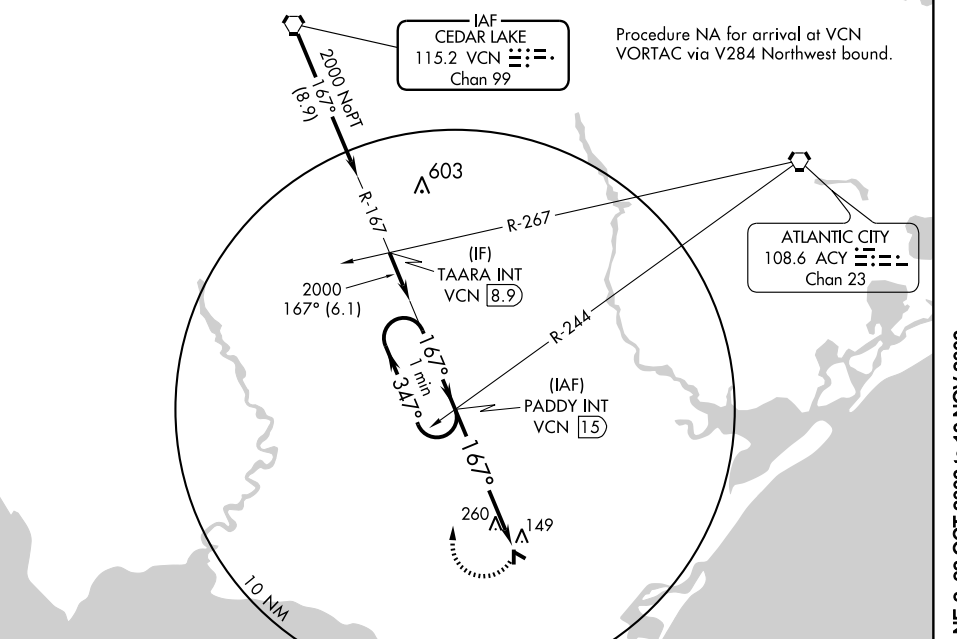 IAF
CEDAR LAKE
115.2 VCN
Chan 99
Procedure NA for arrival at VCN
VORTAC via V284 Northwest bound.
2000 NoPT
167°
(8.9)
603
R-167
R-267
ATLANTIC CITY
108.6 ACY
Chan 23
(IF)
TAARA INT
VCN 8.9
2000
167° (6.1)
R-244
167°
1 min
347°
(IAF)
PADDY INT
VCN 15
167°
260
149
10 NM